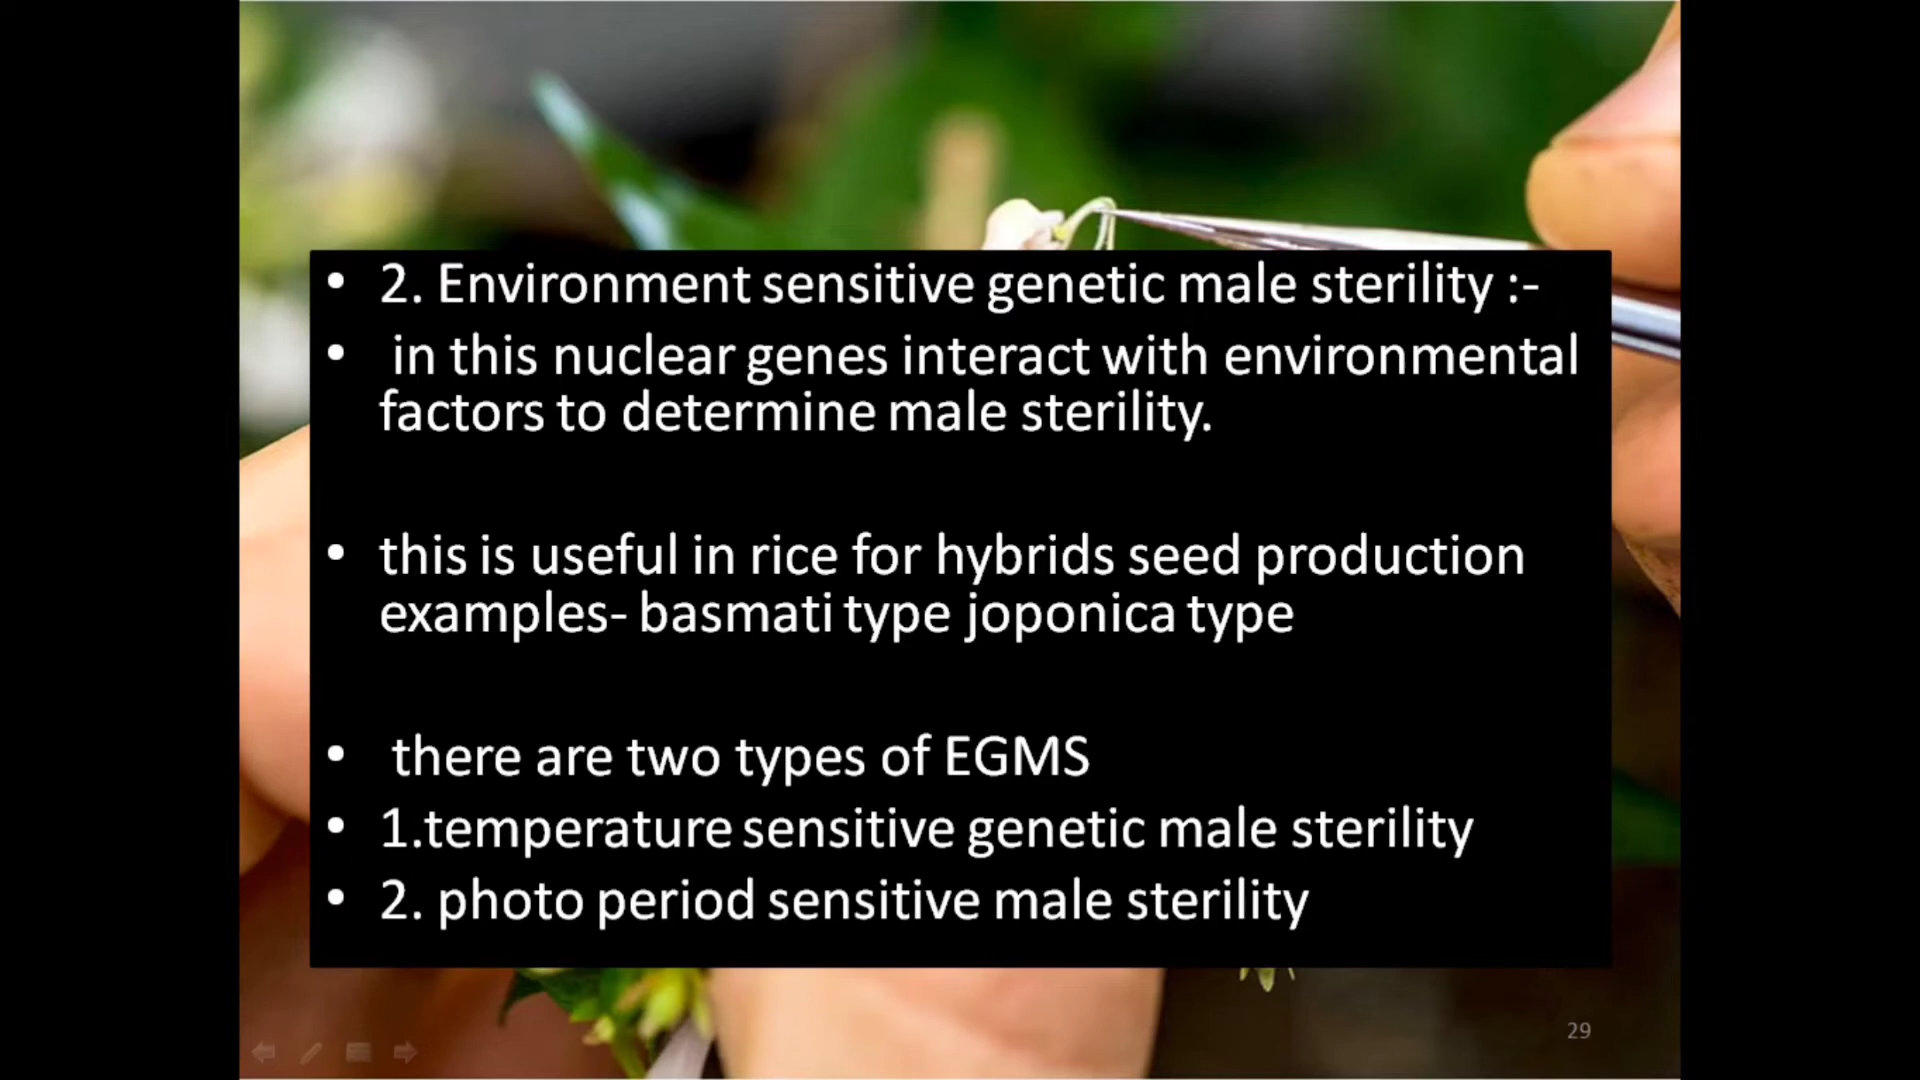 • 2. Environment sensitive genetic male sterility :-
• in this nuclear genes interact with environmental
factors to determine male sterility.
• this is useful in rice for hybrids seed production
examples- basmati type joponica type
• there are two types of EGMS
• 1.temperature sensitive genetic male sterility
• 2. photo period sensitive male sterility
29